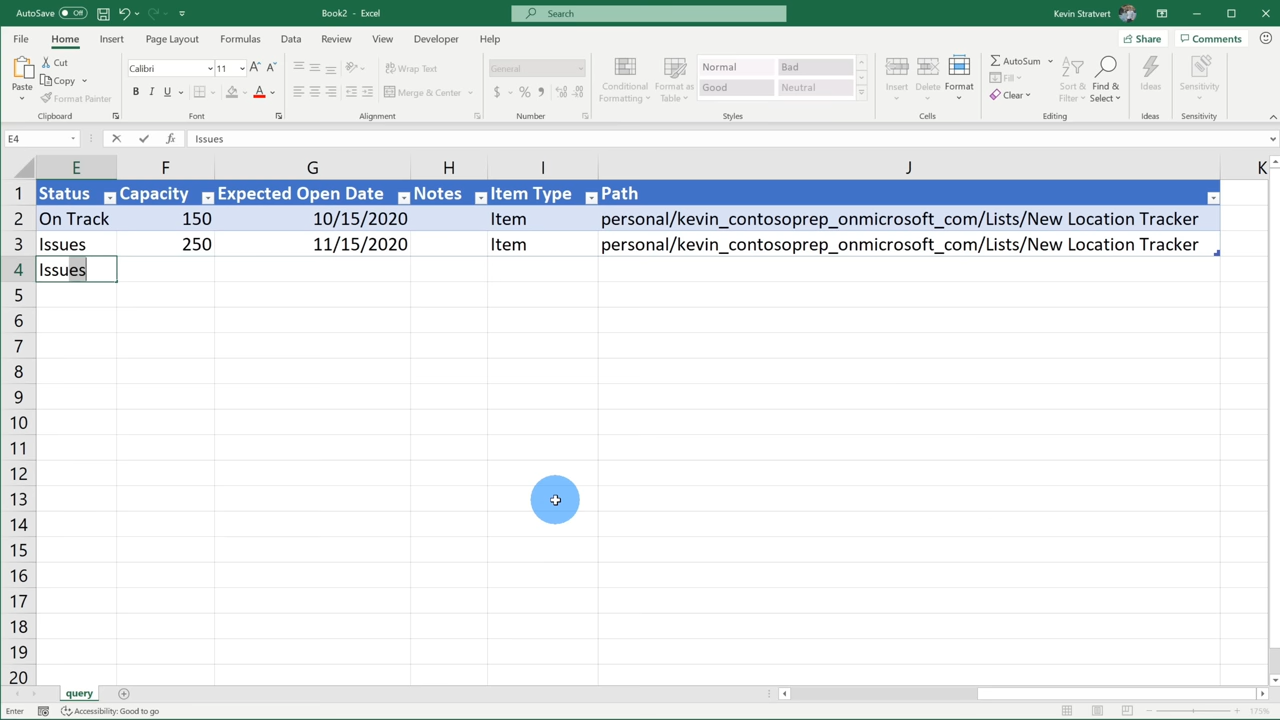 AutoSave Off Book2 - Excel Search Kevin Stratvert
File Home Insert Page Layout Formulas Data Review View Developer Help Share Comments
Paste Cut Copy Format Painter
Calibri 11 A A B I U A
Wrap Text Merge & Center
General $ % ,
Conditional Formatting Format as Table Normal Bad Good Neutral
Insert Delete Format
AutoSum Fill Clear Sort & Filter Find & Select
Ideas Sensitivity
Clipboard Font Alignment Number Styles Cells Editing Ideas Sensitivity
E4 fx Issues
E F G H I J K
1 Status Capacity Expected Open Date Notes Item Type Path
2 On Track 150 10/15/2020 Item personal/kevin_contosoprep_onmicrosoft_com/Lists/New Location Tracker
3 Issues 250 11/15/2020 Item personal/kevin_contosoprep_onmicrosoft_com/Lists/New Location Tracker
4 Issues
5
6
7
8
9
10
11
12
13
14
15
16
17
18
19
20
query
Enter Accessibility: Good to go 175%